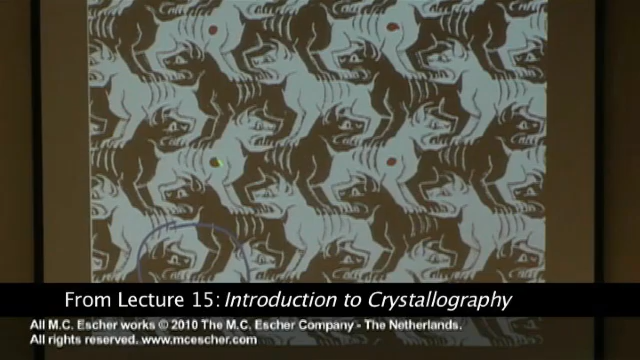 From Lecture 15: Introduction to Crystallography
All M.C. Escher works © 2010 The M.C. Escher Company - The Netherlands.
All rights reserved. www.mcescher.com